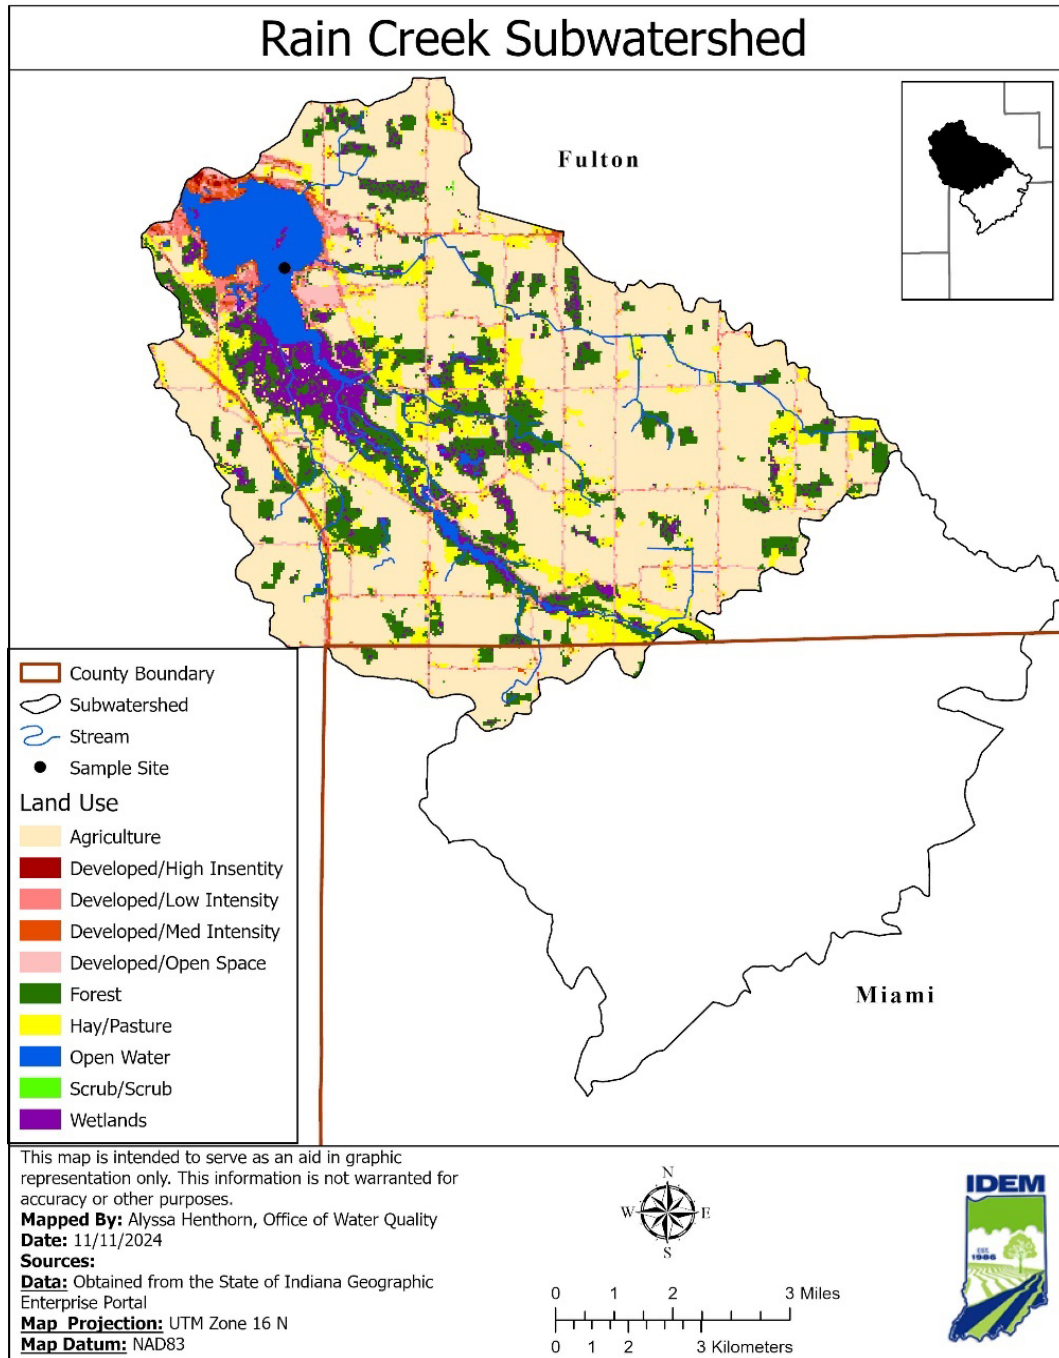 Rain Creek Subwatershed
Fulton
Miami
County Boundary
Subwatershed
Stream
Sample Site
Land Use
Agriculture
Developed/High Insentity
Developed/Low Intensity
Developed/Med Intensity
Developed/Open Space
Forest
Hay/Pasture
Open Water
Scrub/Scrub
Wetlands
This map is intended to serve as an aid in graphic
representation only. This information is not warranted for
accuracy or other purposes.
Mapped By: Alyssa Henthorn, Office of Water Quality
Date: 11/11/2024
Sources:
Data: Obtained from the State of Indiana Geographic
Enterprise Portal
Map Projection: UTM Zone 16 N
Map Datum: NAD83
N
W E
S
0 1 2 3 Miles
0 1 2 3 Kilometers
IDEM
EST.
1986